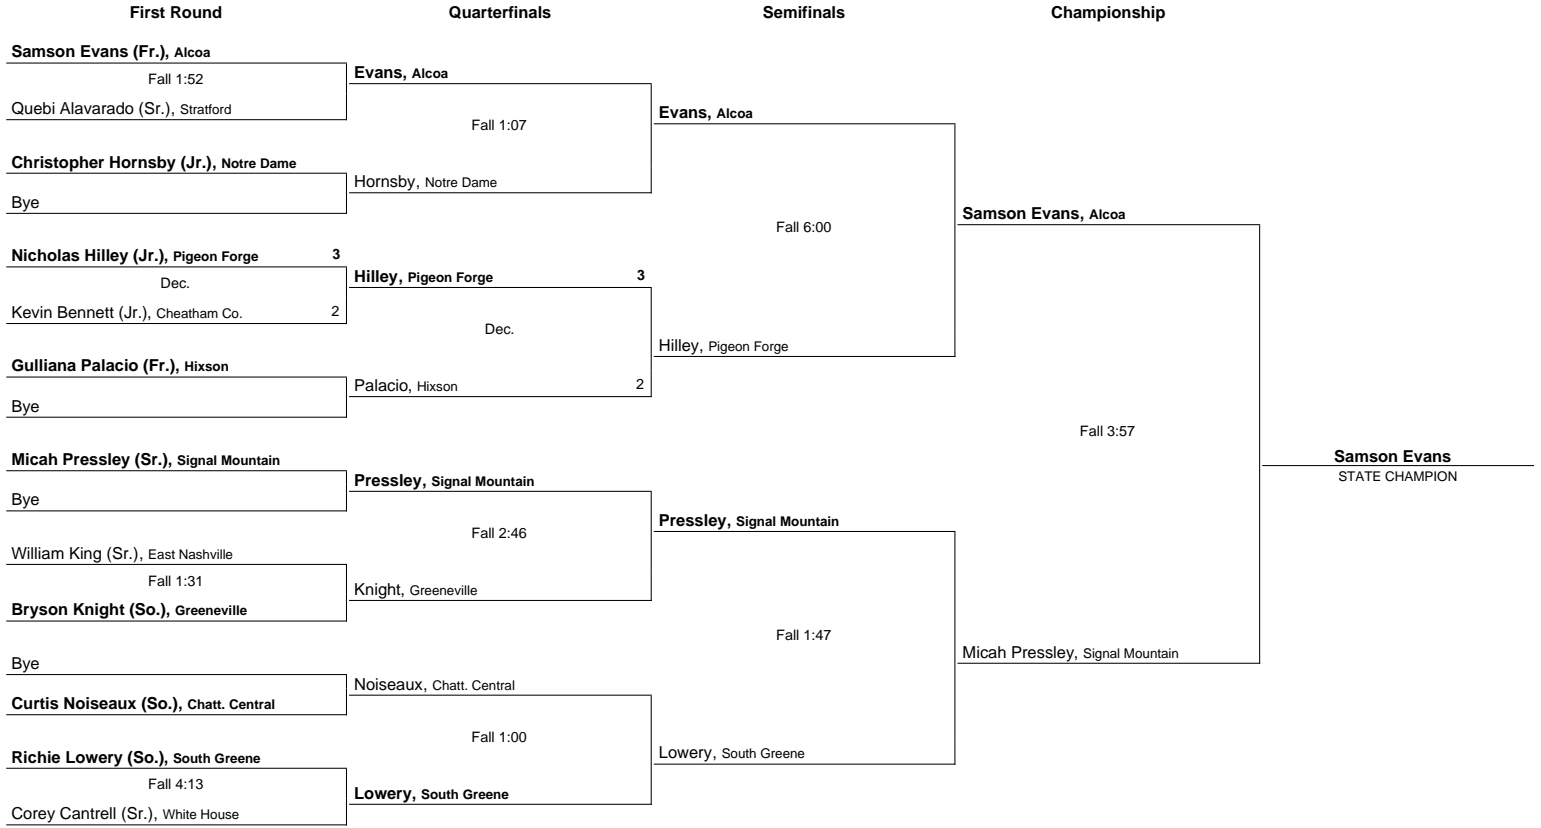 First Round
Quarterfinals
Semifinals
Championship
Samson Evans (Fr.), Alcoa
Fall 1:52
Quebi Alavarado (Sr.), Stratford
Christopher Hornsby (Jr.), Notre Dame
Bye
Nicholas Hilley (Jr.), Pigeon Forge 3
Dec.
Kevin Bennett (Jr.), Cheatham Co. 2
Gulliana Palacio (Fr.), Hixson
Bye
Micah Pressley (Sr.), Signal Mountain
Bye
William King (Sr.), East Nashville
Fall 1:31
Bryson Knight (So.), Greeneville
Bye
Curtis Noiseaux (So.), Chatt. Central
Richie Lowery (So.), South Greene
Fall 4:13
Corey Cantrell (Sr.), White House
Evans, Alcoa
Fall 1:07
Hornsby, Notre Dame
Hilley, Pigeon Forge 3
Dec.
Palacio, Hixson 2
Pressley, Signal Mountain
Fall 2:46
Knight, Greeneville
Noiseaux, Chatt. Central
Fall 1:00
Lowery, South Greene
Evans, Alcoa
Fall 6:00
Hilley, Pigeon Forge
Pressley, Signal Mountain
Fall 1:47
Lowery, South Greene
Samson Evans, Alcoa
Fall 3:57
Micah Pressley, Signal Mountain
Samson Evans
STATE CHAMPION